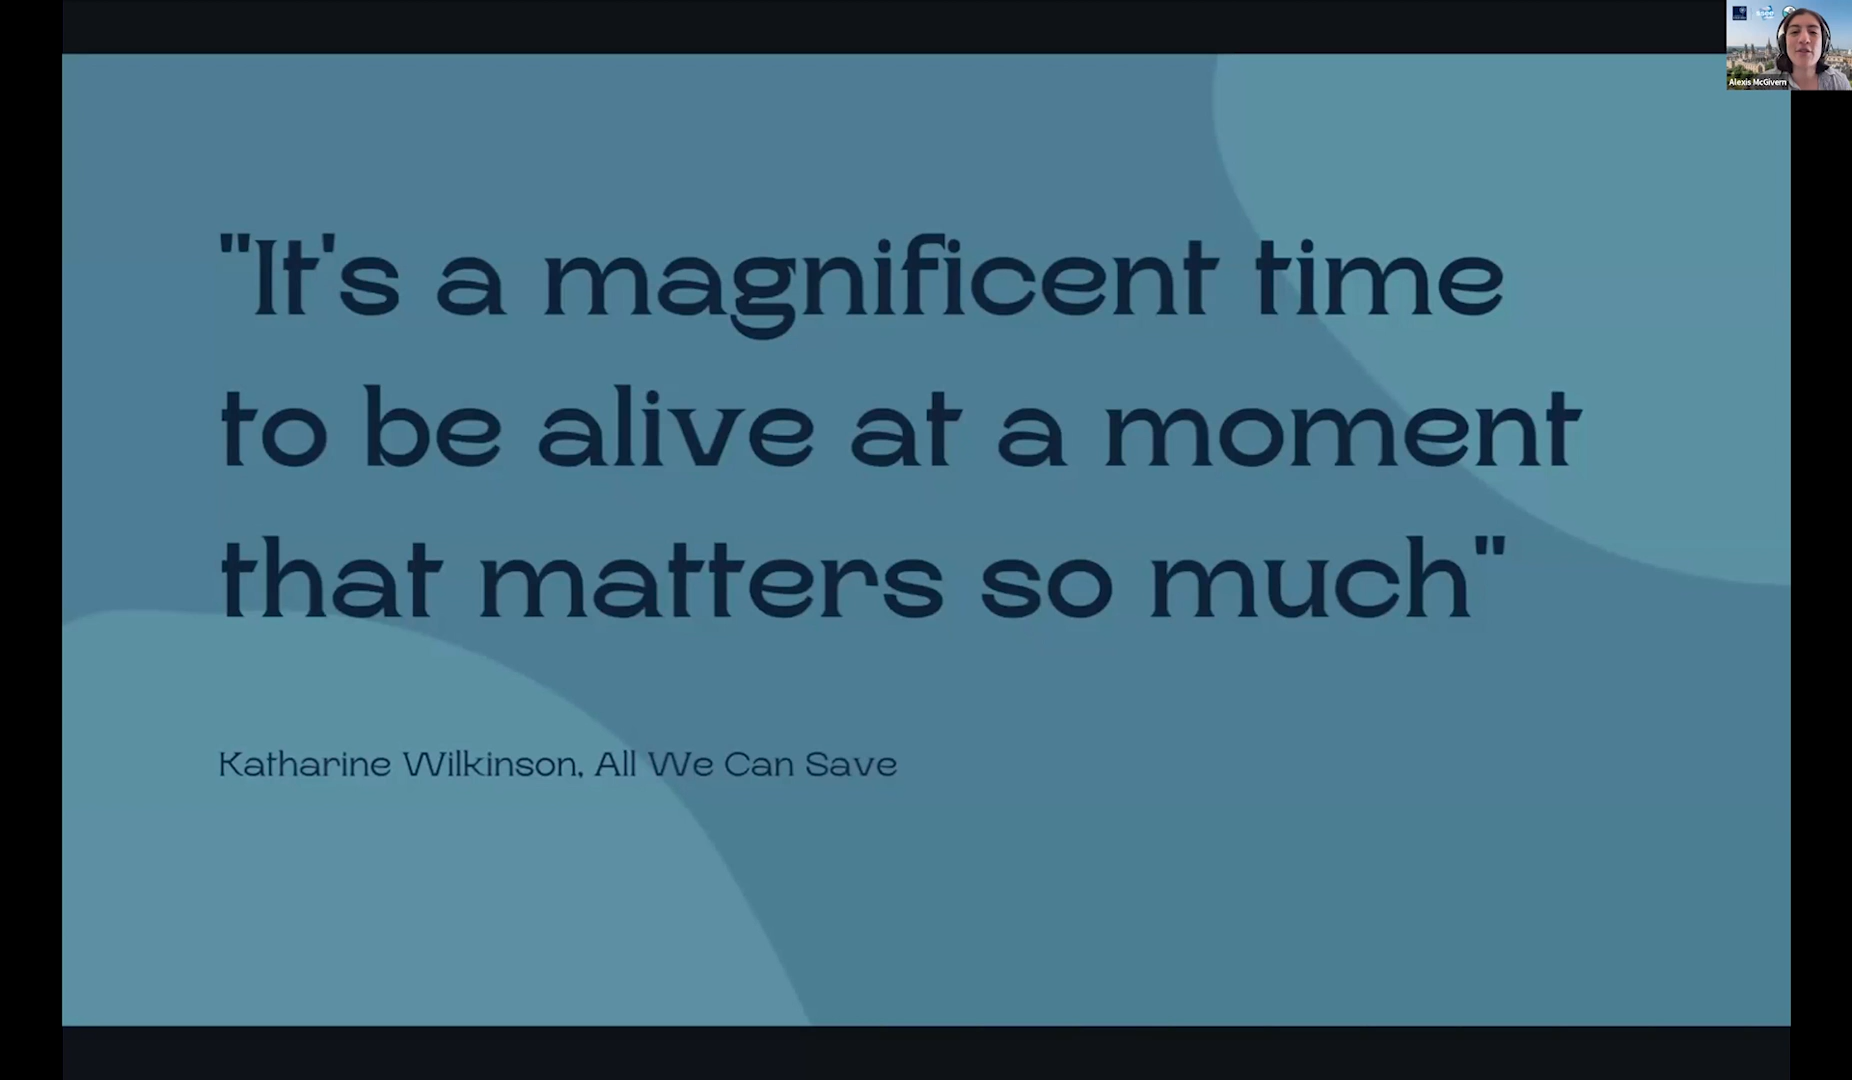 "It's a magnificent time
to be alive at a moment
that matters so much"
Katharine Wilkinson, All We Can Save
Alexis McGivern